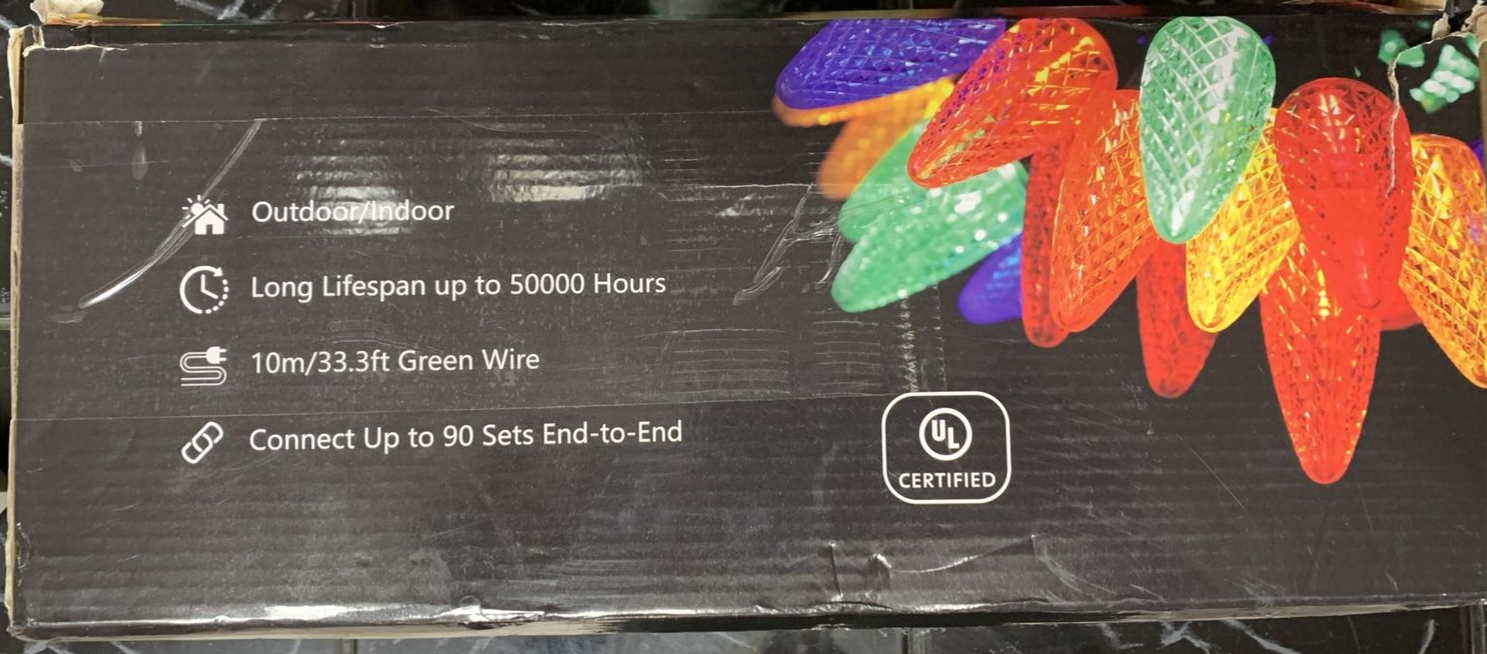 Outdoor/Indoor
Long Lifespan up to 50000 Hours
10m/33.3ft Green Wire
Connect Up to 90 Sets End-to-End
UL
CERTIFIED